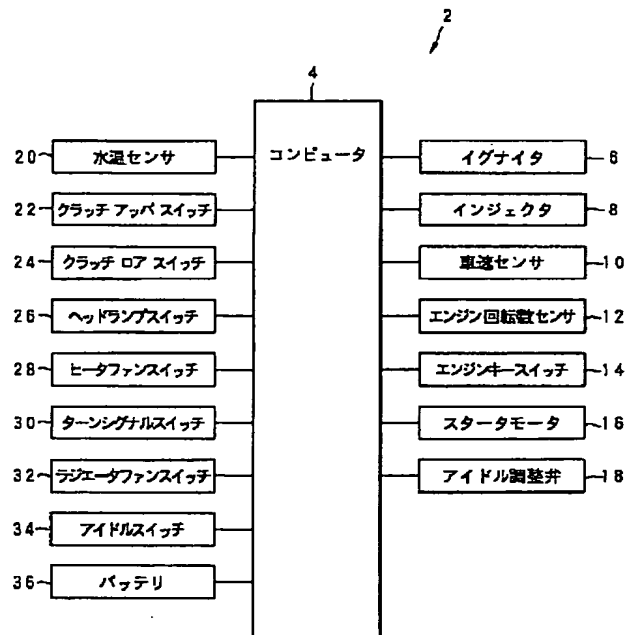 2
4
コンピュータ
20 水温センサ
22 クラッチ アッパ スイッチ
24 クラッチ ロア スイッチ
26 ヘッドランプスイッチ
28 ヒータファンスイッチ
30 ターンシグナルスイッチ
32 ラジエータファンスイッチ
34 アイドルスイッチ
36 バッテリ
イグナイタ 6
インジェクタ 8
車速センサ 10
エンジン回転数センサ 12
エンジンキースイッチ 14
スタータモータ 16
アイドル調整弁 18